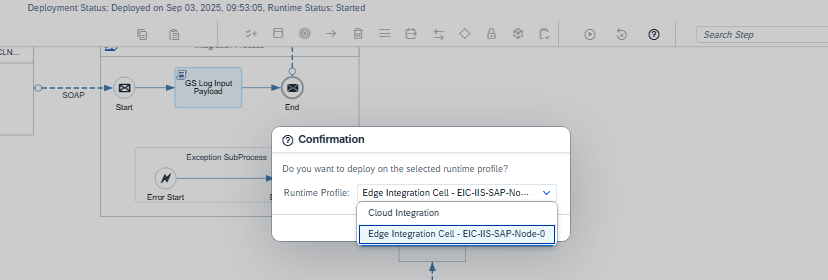 Deployment Status: Deployed on Sep 03, 2025, 09:53:05, Runtime Status: Started
Search Step
Integration Process
CLN...
SOAP
Start
GS Log Input
Payload
End
Exception SubProcess
Error Start
E
Confirmation
Do you want to deploy on the selected runtime profile?
Runtime Profile: Edge Integration Cell - EIC-IIS-SAP-No...
Cloud Integration
Edge Integration Cell - EIC-IIS-SAP-Node-0